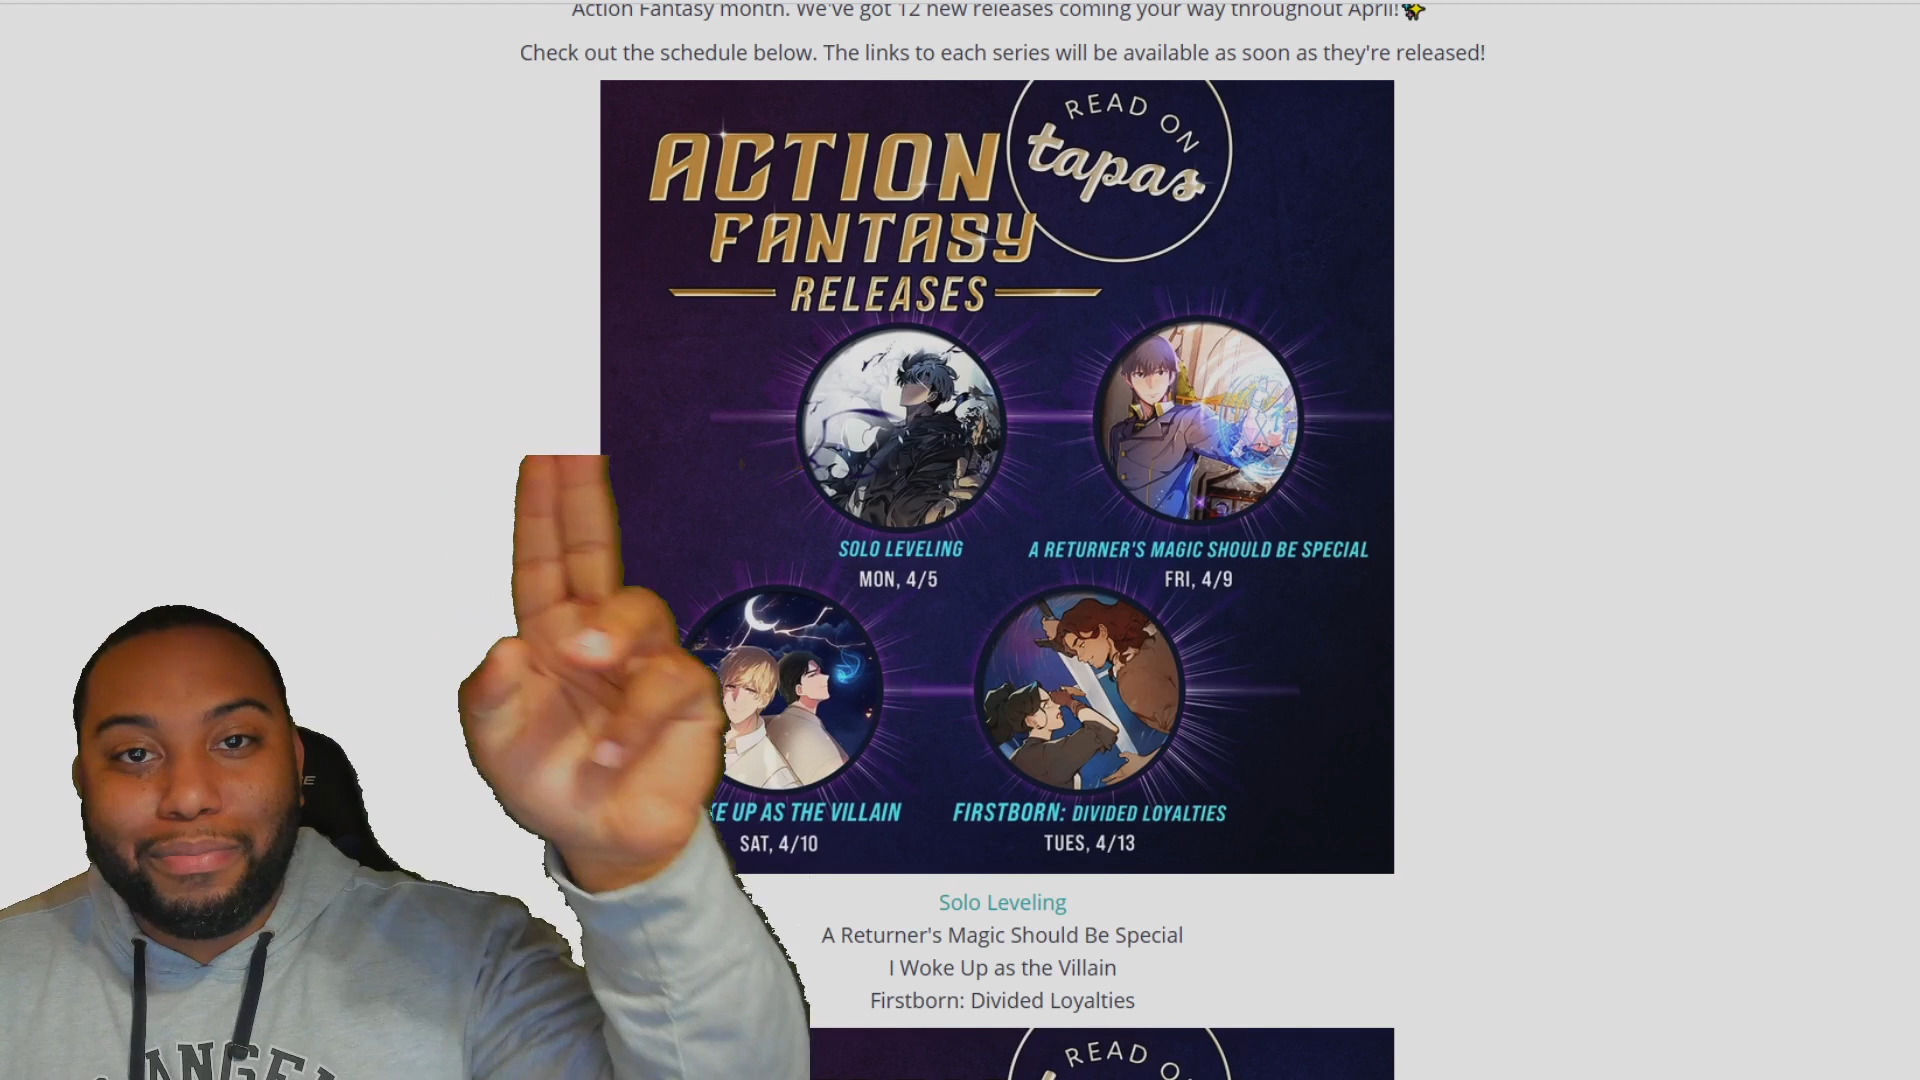 Action Fantasy month. We've got 12 new releases coming your way throughout April!
Check out the schedule below. The links to each series will be available as soon as they're released!
READ ON
tapas
ACTION
FANTASY
RELEASES
SOLO LEVELING
MON, 4/5
A RETURNER'S MAGIC SHOULD BE SPECIAL
FRI, 4/9
KE UP AS THE VILLAIN
SAT, 4/10
FIRSTBORN: DIVIDED LOYALTIES
TUES, 4/13
Solo Leveling
A Returner's Magic Should Be Special
I Woke Up as the Villain
Firstborn: Divided Loyalties
READ O